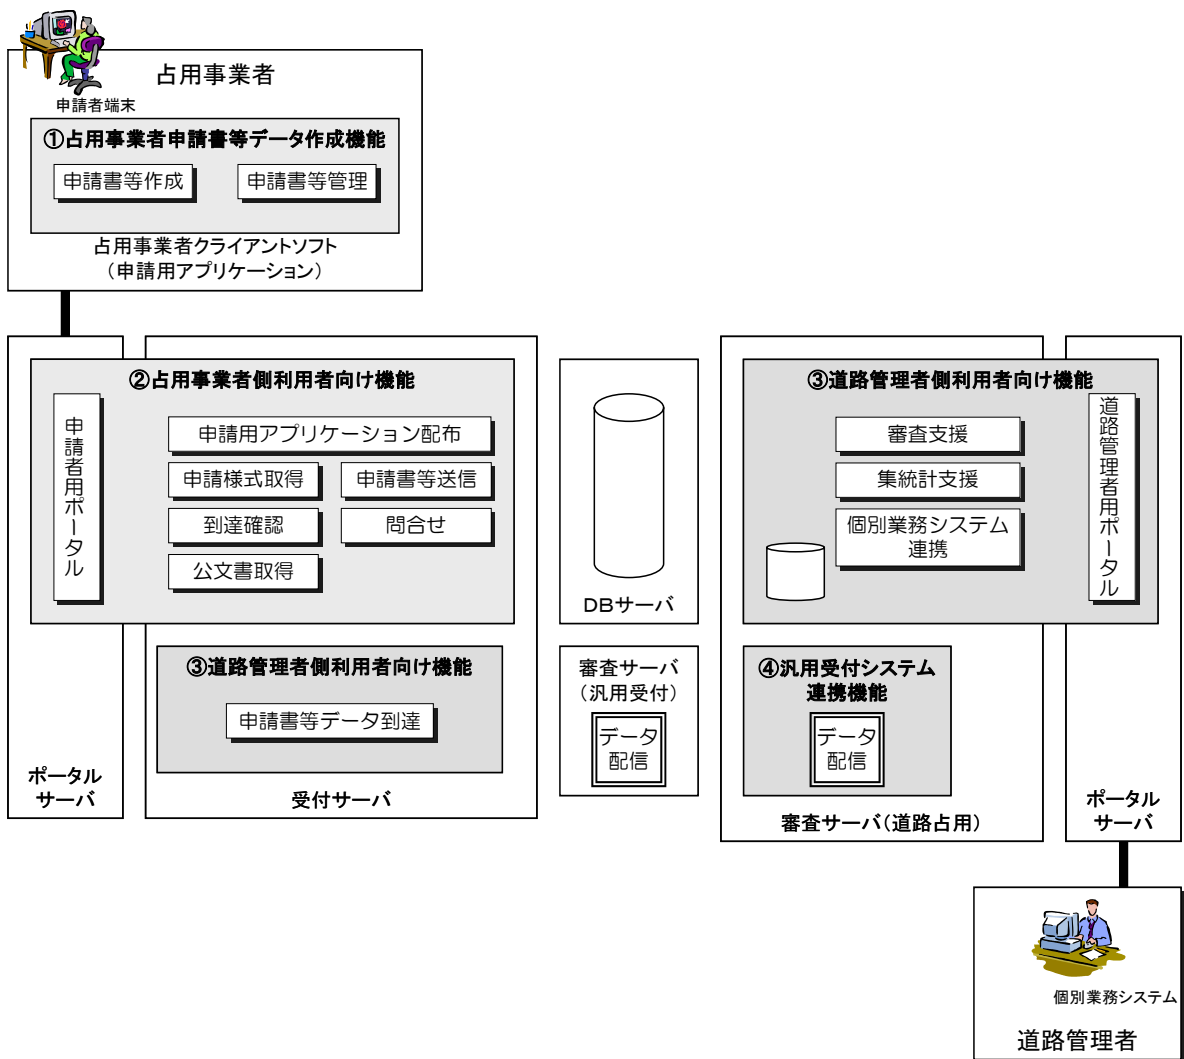 占用事業者
申請者端末
①占用事業者申請書等データ作成機能
申請書等作成
申請書等管理
占用事業者クライアントソフト
（申請用アプリケーション）
②占用事業者側利用者向け機能
申請者用ポータル
申請用アプリケーション配布
申請様式取得
申請書等送信
到達確認
問合せ
公文書取得
③道路管理者側利用者向け機能
申請書等データ到達
ポータル
サーバ
受付サーバ
DBサーバ
審査サーバ
（汎用受付）
データ
配信
③道路管理者側利用者向け機能
審査支援
集統計支援
個別業務システム
連携
道路管理者用ポータル
④汎用受付システム
連携機能
データ
配信
審査サーバ（道路占用）
ポータル
サーバ
個別業務システム
道路管理者